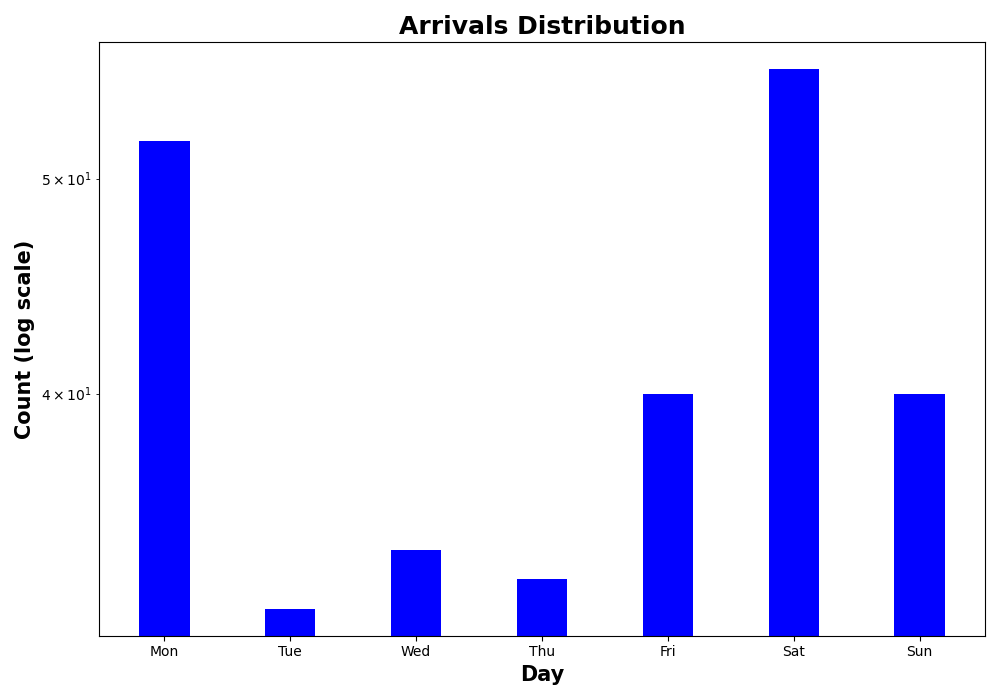 Arrivals Distribution
5 × 10¹
4 × 10¹
Count (log scale)
Mon Tue Wed Thu Fri Sat Sun
Day